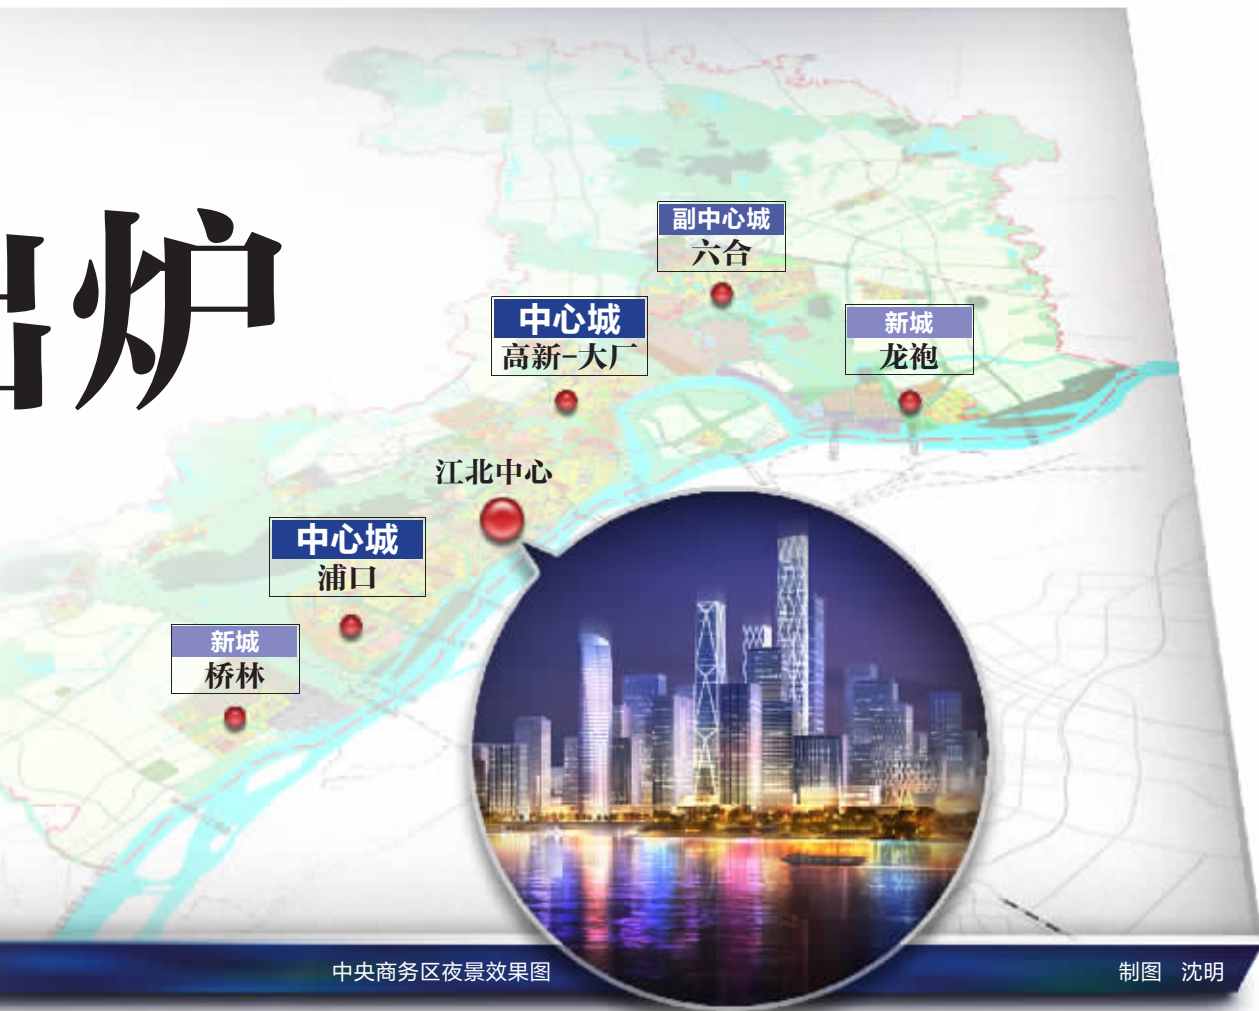 出炉
副中心城
六合
中心城
高新-大厂
新城
龙袍
江北中心
中心城
浦口
新城
桥林
中央商务区夜景效果图
制图 沈明